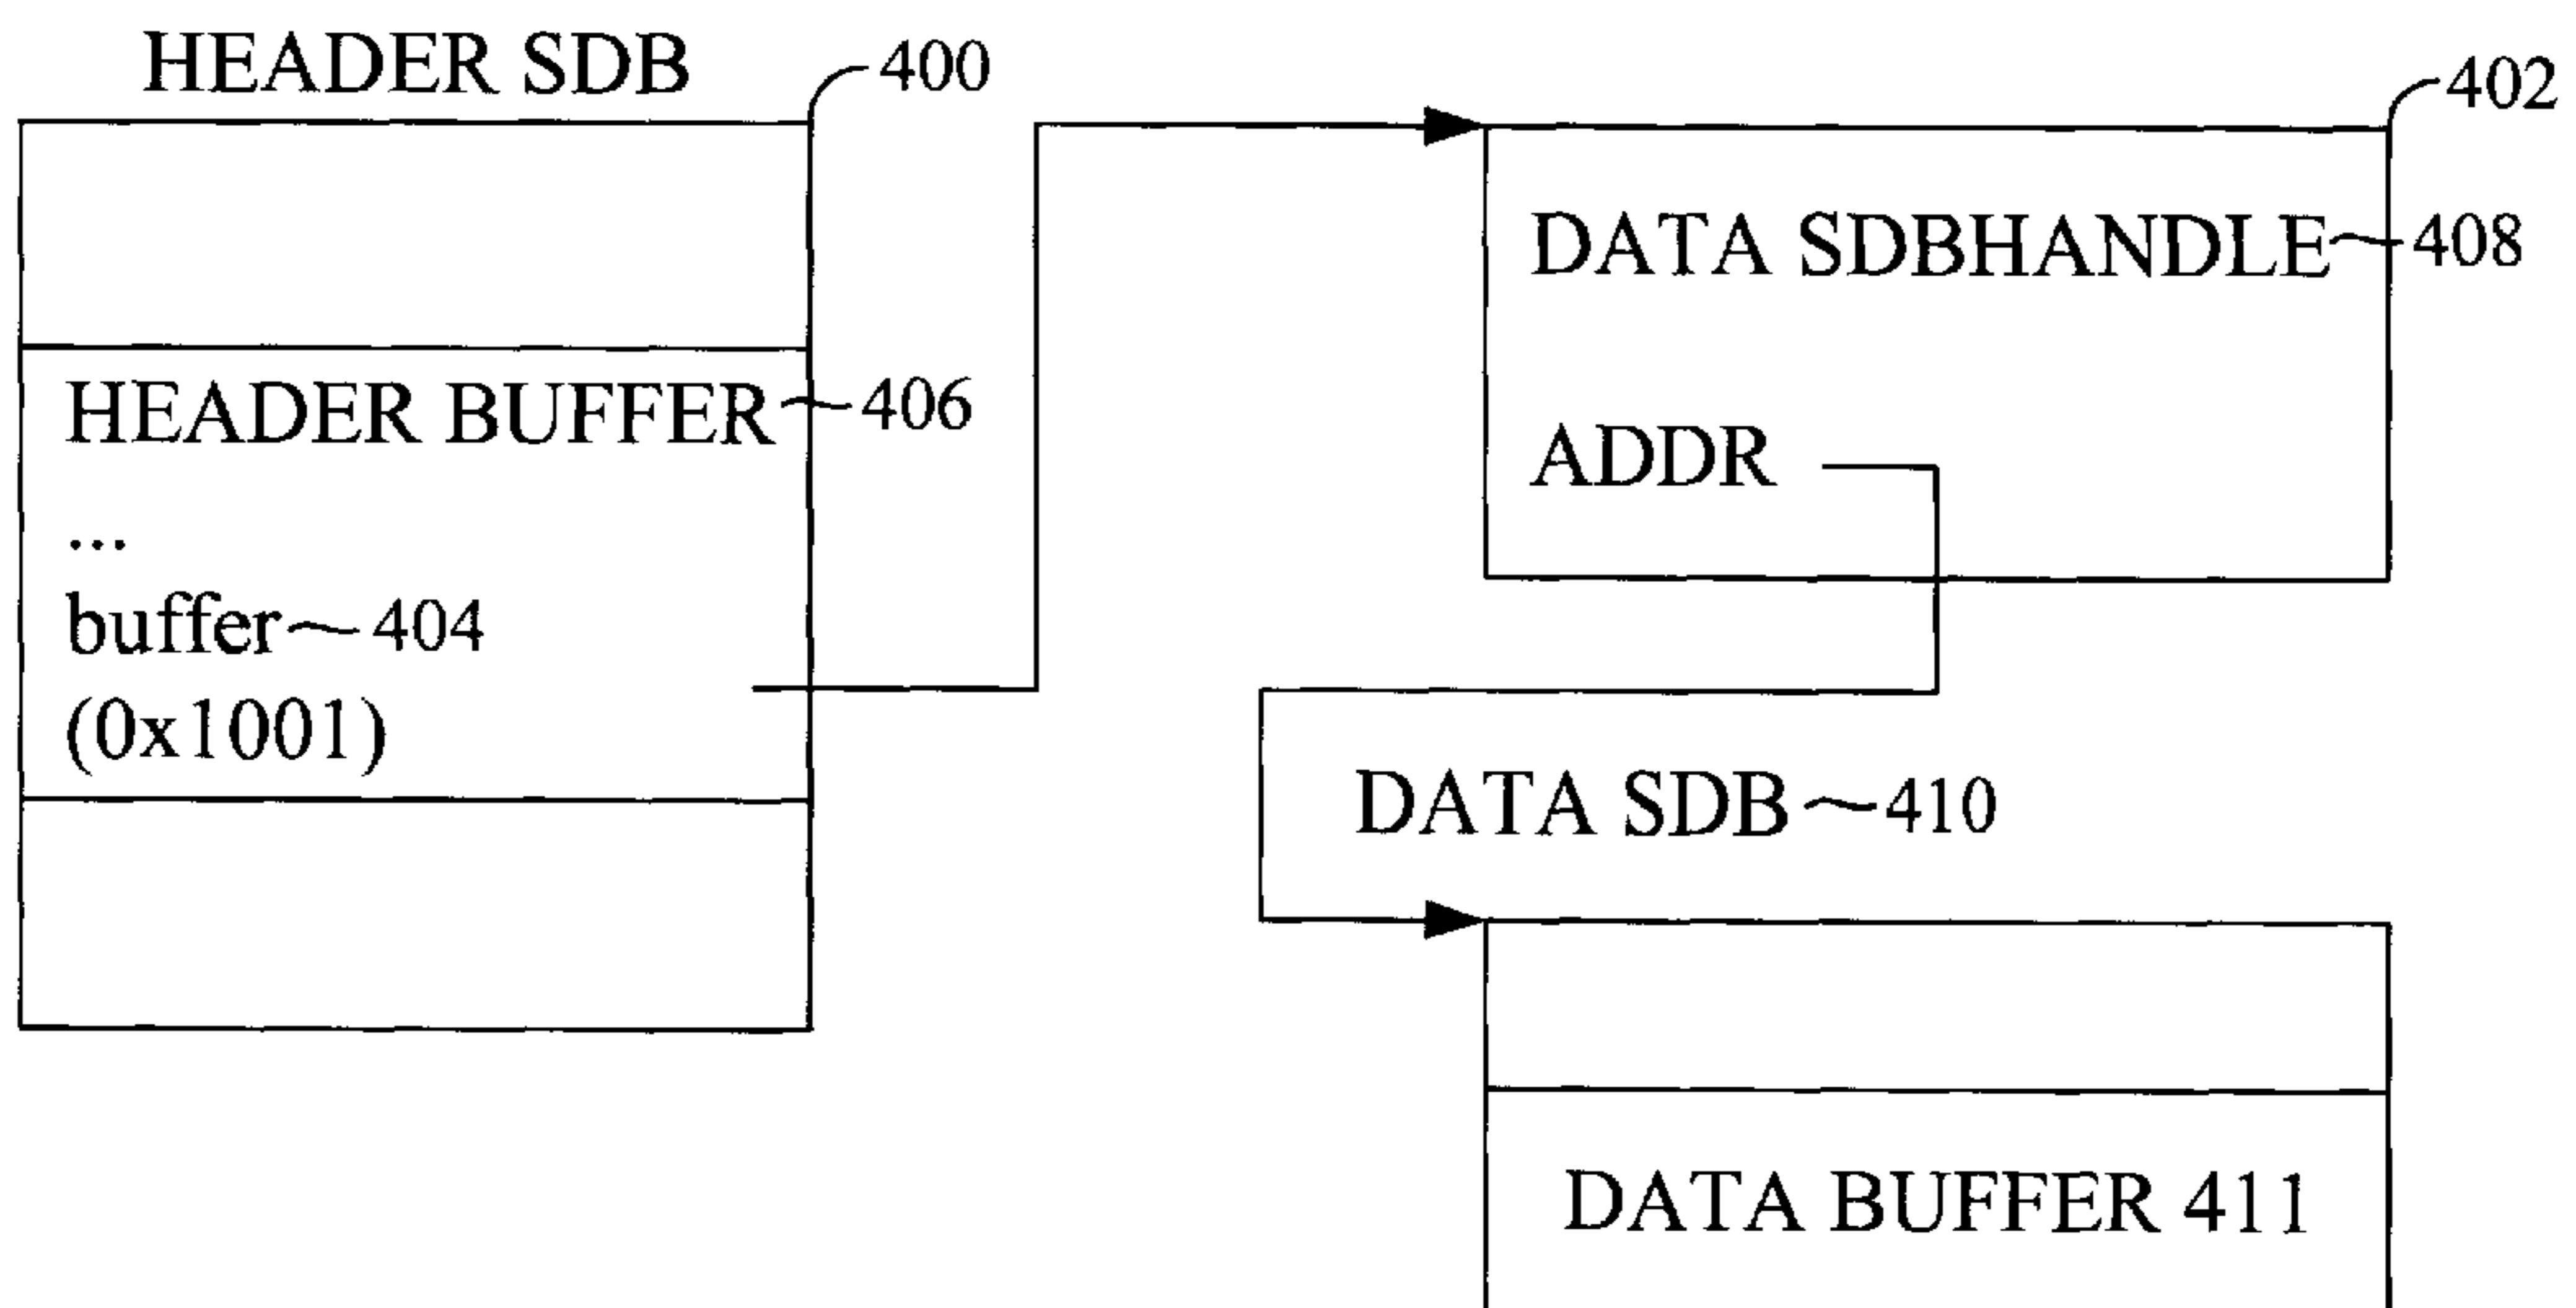 HEADER SDB
400
HEADER BUFFER 406
...
buffer 404
(0x1001)
402
DATA SDBHANDLE 408
ADDR
DATA SDB 410
DATA BUFFER 411